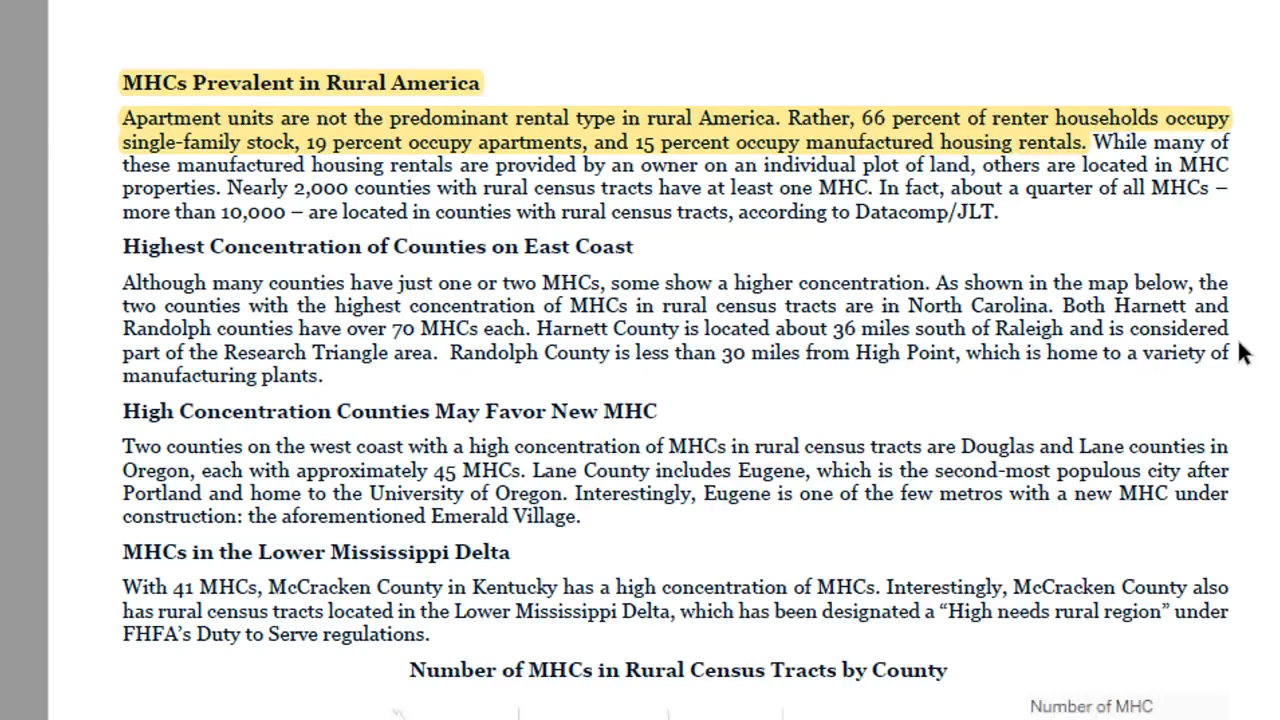 MHCs Prevalent in Rural America
Apartment units are not the predominant rental type in rural America. Rather, 66 percent of renter households occupy
single-family stock, 19 percent occupy apartments, and 15 percent occupy manufactured housing rentals. While many of
these manufactured housing rentals are provided by an owner on an individual plot of land, others are located in MHC
properties. Nearly 2,000 counties with rural census tracts have at least one MHC. In fact, about a quarter of all MHCs –
more than 10,000 – are located in counties with rural census tracts, according to Datacomp/JLT.
Highest Concentration of Counties on East Coast
Although many counties have just one or two MHCs, some show a higher concentration. As shown in the map below, the
two counties with the highest concentration of MHCs in rural census tracts are in North Carolina. Both Harnett and
Randolph counties have over 70 MHCs each. Harnett County is located about 36 miles south of Raleigh and is considered
part of the Research Triangle area.  Randolph County is less than 30 miles from High Point, which is home to a variety of
manufacturing plants.
High Concentration Counties May Favor New MHC
Two counties on the west coast with a high concentration of MHCs in rural census tracts are Douglas and Lane counties in
Oregon, each with approximately 45 MHCs. Lane County includes Eugene, which is the second-most populous city after
Portland and home to the University of Oregon. Interestingly, Eugene is one of the few metros with a new MHC under
construction: the aforementioned Emerald Village.
MHCs in the Lower Mississippi Delta
With 41 MHCs, McCracken County in Kentucky has a high concentration of MHCs. Interestingly, McCracken County also
has rural census tracts located in the Lower Mississippi Delta, which has been designated a “High needs rural region” under
FHFA’s Duty to Serve regulations.
Number of MHCs in Rural Census Tracts by County
Number of MHC